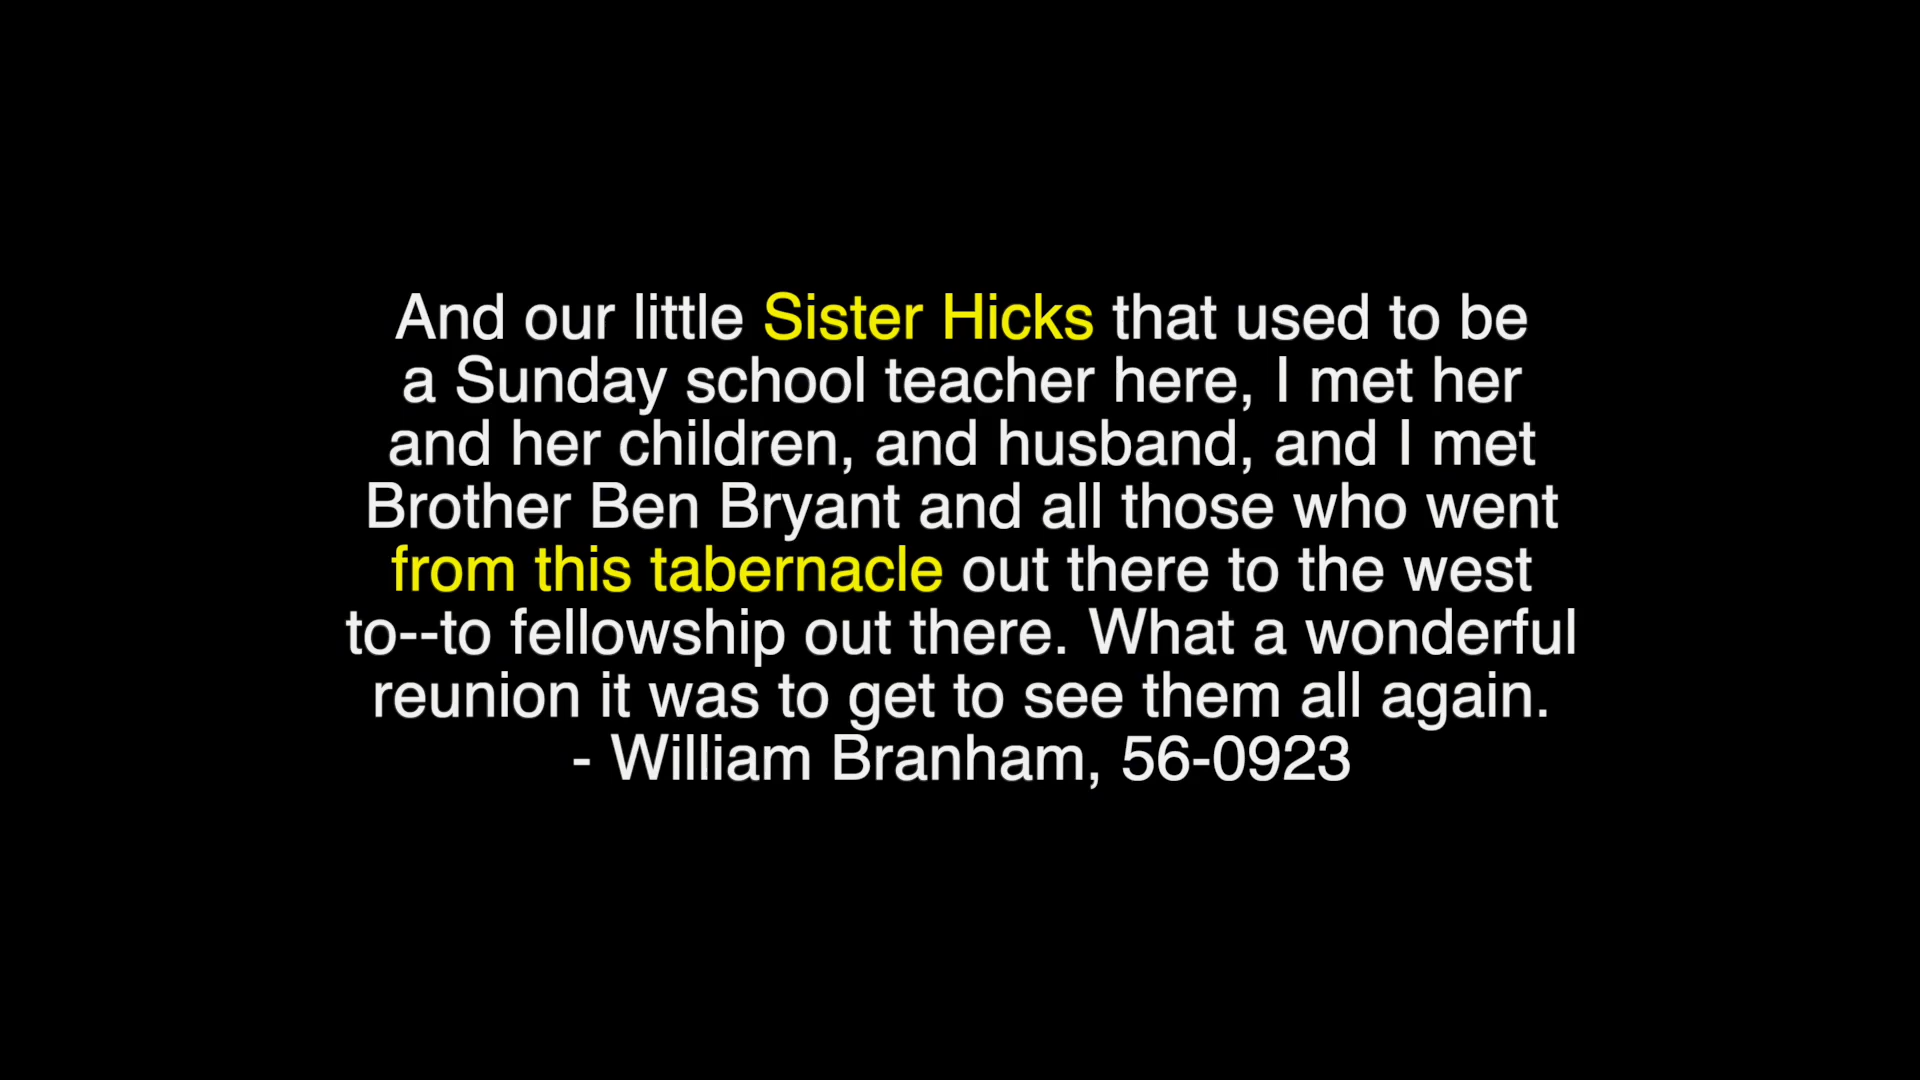 And our little Sister Hicks that used to be
a Sunday school teacher here, I met her
and her children, and husband, and I met
Brother Ben Bryant and all those who went
from this tabernacle out there to the west
to--to fellowship out there. What a wonderful
reunion it was to get to see them all again.
- William Branham, 56-0923